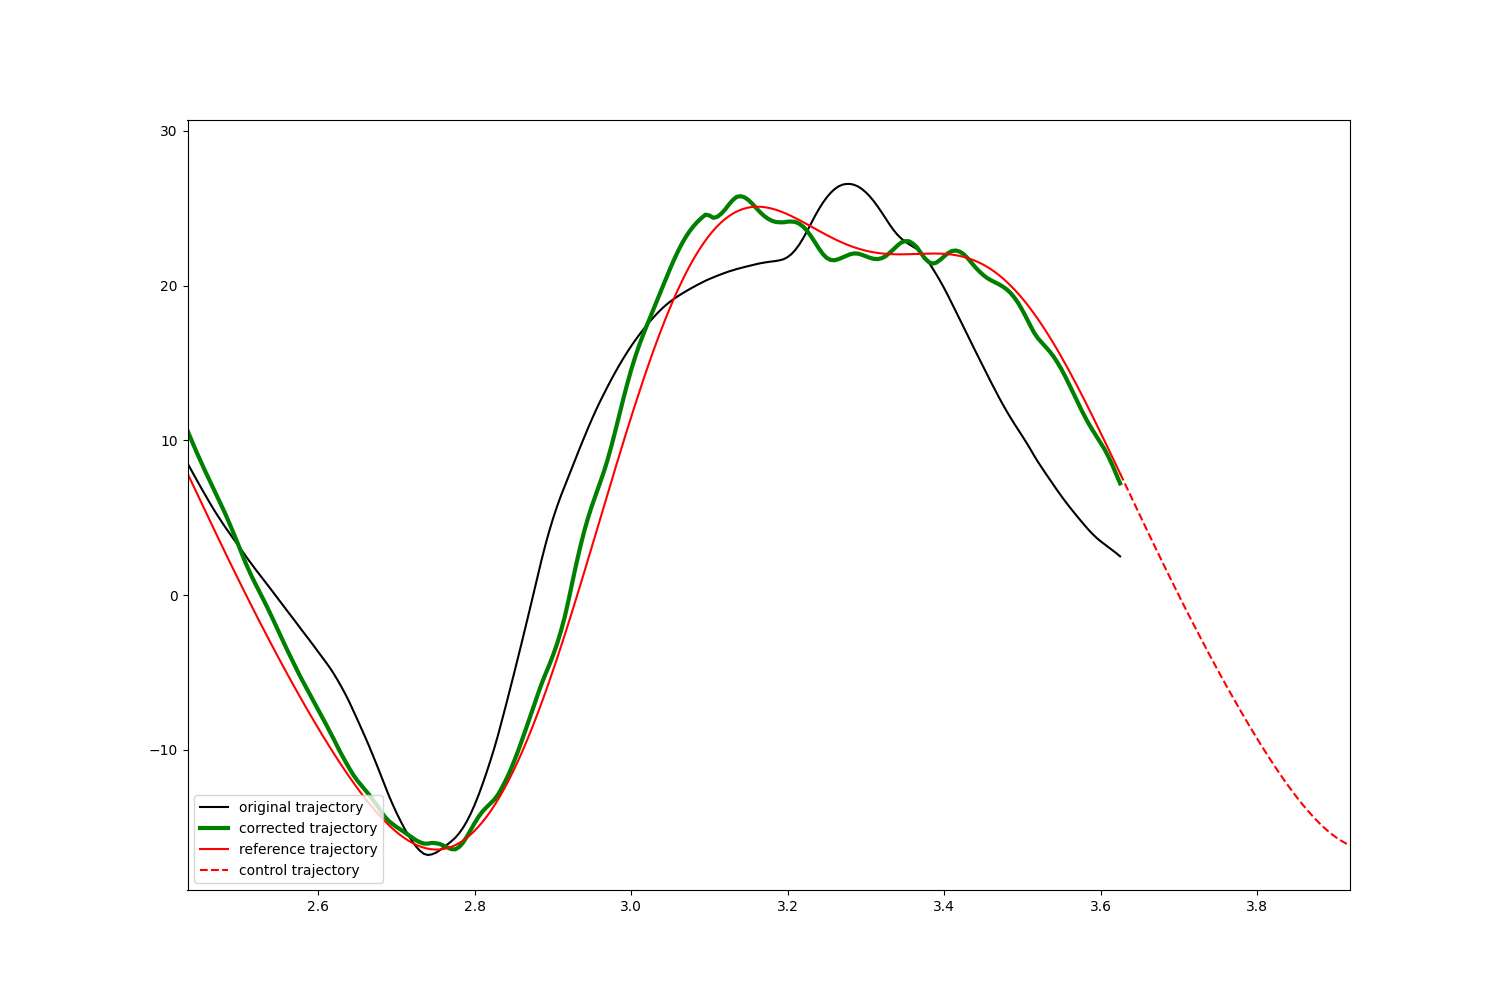 30
20
10
0
−10
original trajectory
corrected trajectory
reference trajectory
control trajectory
2.6 2.8 3.0 3.2 3.4 3.6 3.8